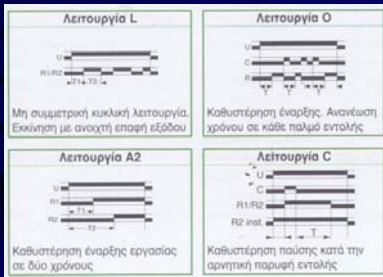 Λειτουργία L
U
R1/R2
T1 T2
Μη συμμετρική κυκλική λειτουργία.
Εκκίνηση με ανοιχτή επαφή εξόδου
Λειτουργία O
U
C
R
T T T
Καθυστέρηση έναρξης. Ανανέωση
χρόνου σε κάθε παλμό εντολής
Λειτουργία A2
U
R1
T1
R2
T2
Καθυστέρηση έναρξης εργασίας
σε δύο χρόνους
Λειτουργία C
U
C
R1/R2
R2 inst.
T
Καθυστέρηση παύσης κατά την
αρνητική παρυφή εντολής